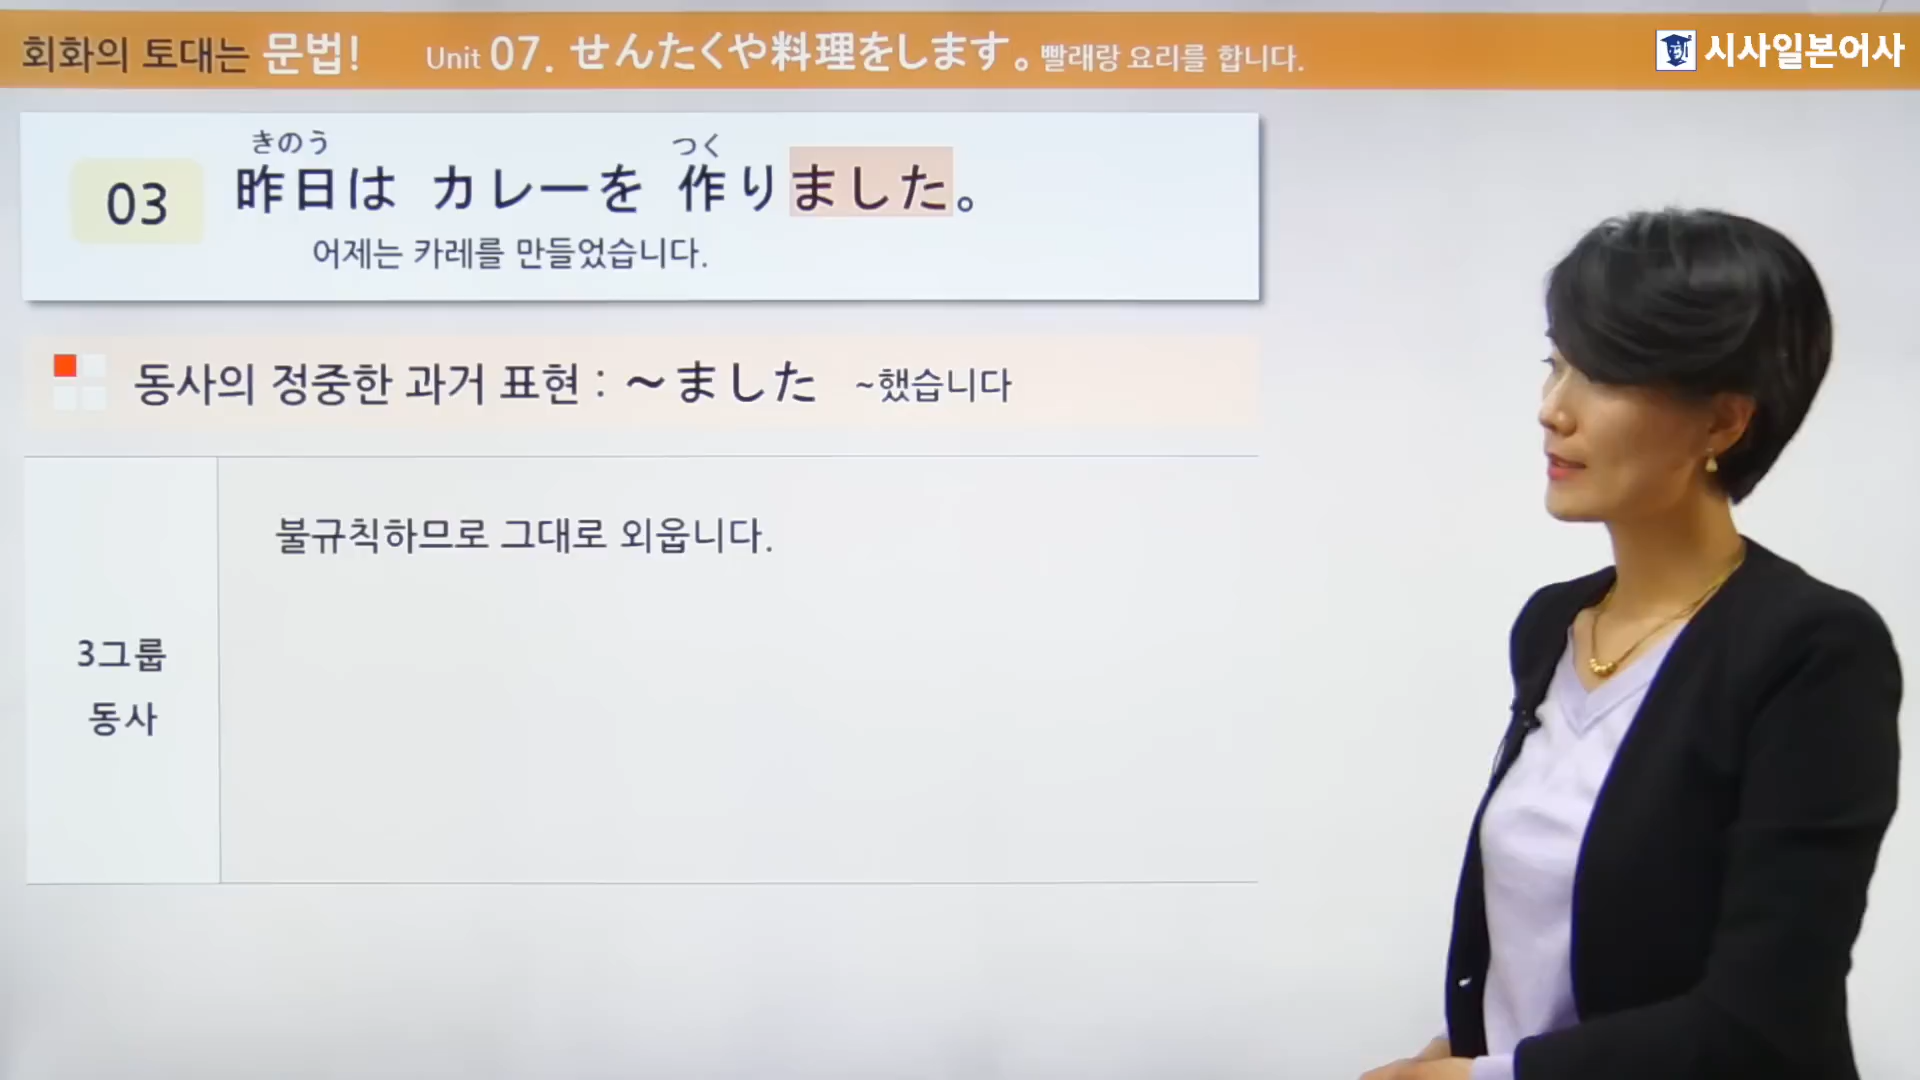 회화의 토대는 문법! Unit 07. せんたくや料理をします。빨래랑 요리를 합니다.
시사일본어사
きのう つく
03 昨日は カレーを 作りました。
어제는 카레를 만들었습니다.
동사의 정중한 과거 표현 : ～ました ~했습니다
불규칙하므로 그대로 외웁니다.
3그룹
동사